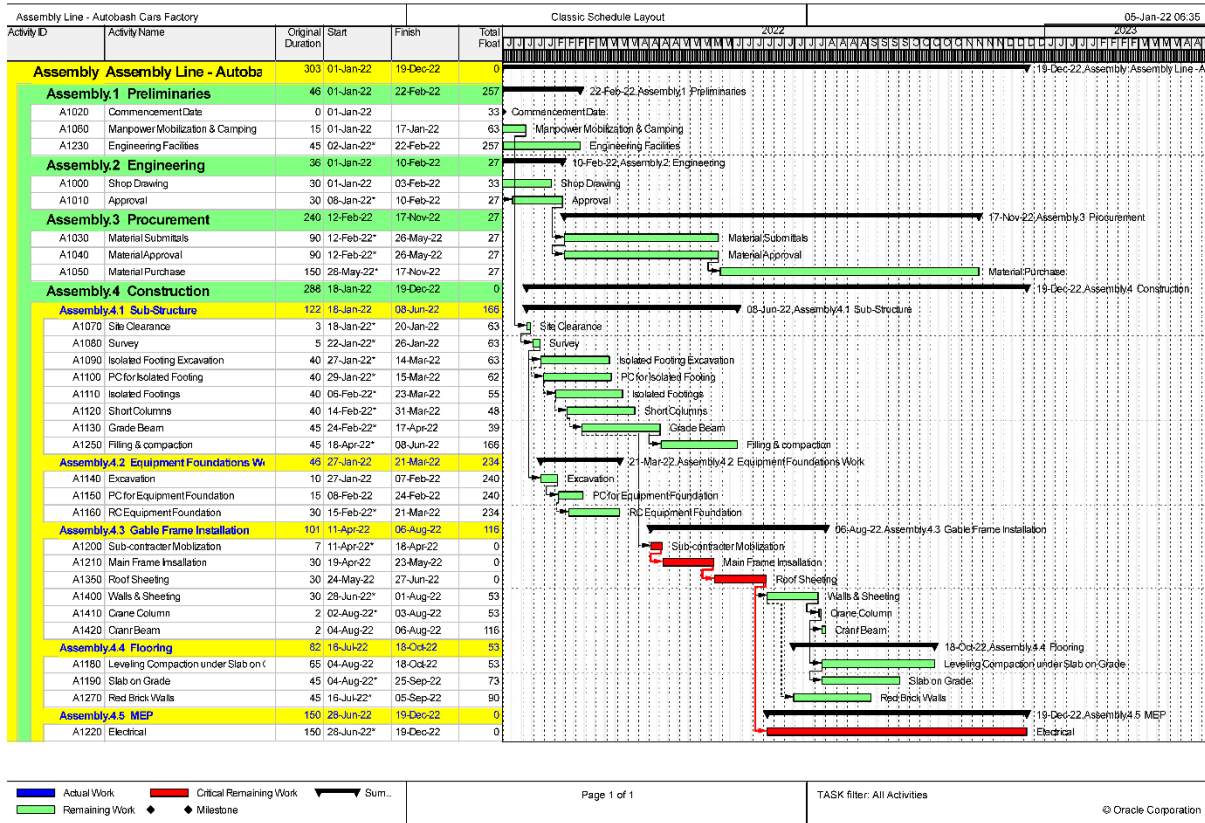 Assembly Line - Autobash Cars Factory Classic Schedule Layout 05-Jan-22 06:35
Activity ID Activity Name Original Duration Start Finish Total Float 2022 2023
J J J J J F F F F M M M M A A A A M M M J J J J J A A A S S S S O O O O O N N N D D D D J J J J J F F F F M M M M A A A
Assembly Assembly Line - Autoba 303 01-Jan-22 19-Dec-22 0 19-Dec-22, Assembly Assembly Line - A
Assembly.1 Preliminaries 46 01-Jan-22 22-Feb-22 257 22-Feb-22, Assembly.1 Preliminaries
A1020 Commencement Date 0 01-Jan-22 33 Commencement Date
A1060 Manpower Mobilization & Camping 15 01-Jan-22 17-Jan-22 63 Manpower Mobilization & Camping
A1230 Engineering Facilities 45 02-Jan-22* 22-Feb-22 257 Engineering Facilities
Assembly.2 Engineering 36 01-Jan-22 10-Feb-22 27 10-Feb-22, Assembly.2 Engineering
A1000 Shop Drawing 30 01-Jan-22 03-Feb-22 33 Shop Drawing
A1010 Approval 30 08-Jan-22* 10-Feb-22 27 Approval
Assembly.3 Procurement 240 12-Feb-22 17-Nov-22 27 17-Nov-22, Assembly.3 Procurement
A1030 Material Submittals 90 12-Feb-22* 26-May-22 27 Material Submittals
A1040 Material Approval 90 12-Feb-22* 26-May-22 27 Material Approval
A1050 Material Purchase 150 28-May-22* 17-Nov-22 27 Material Purchase
Assembly.4 Construction 286 18-Jan-22 19-Dec-22 0 19-Dec-22, Assembly.4 Construction
Assembly.4.1 Sub-Structure 122 18-Jan-22 08-Jun-22 166 08-Jun-22, Assembly.4.1 Sub-Structure
A1070 Site Clearance 3 18-Jan-22* 20-Jan-22 63 Site Clearance
A1080 Survey 5 22-Jan-22* 26-Jan-22 63 Survey
A1090 Isolated Footing Excavation 40 27-Jan-22* 14-Mar-22 63 Isolated Footing Excavation
A1100 PC for Isolated Footing 40 29-Jan-22* 15-Mar-22 62 PC for Isolated Footing
A1110 Isolated Footings 40 06-Feb-22* 23-Mar-22 55 Isolated Footings
A1120 Short Columns 40 14-Feb-22* 31-Mar-22 48 Short Columns
A1130 Grade Beam 45 24-Feb-22* 17-Apr-22 39 Grade Beam
A1250 Filling & compaction 45 18-Apr-22* 08-Jun-22 166 Filling & compaction
Assembly.4.2 Equipment Foundations W 46 27-Jan-22 21-Mar-22 234 21-Mar-22, Assembly.4.2 Equipment Foundations Work
A1140 Excavation 10 27-Jan-22 07-Feb-22 240 Excavation
A1150 PC for Equipment Foundation 15 08-Feb-22 24-Feb-22 240 PC for Equipment Foundation
A1160 RC Equipment Foundation 30 15-Feb-22* 21-Mar-22 234 RC Equipment Foundation
Assembly.4.3 Gable Frame Installation 101 11-Apr-22 06-Aug-22 116 06-Aug-22, Assembly.4.3 Gable Frame Installation
A1200 Sub-contracter Moblization 7 11-Apr-22* 18-Apr-22 0 Sub-contracter Moblization
A1210 Main Frame Imsallation 30 19-Apr-22 23-May-22 0 Main Frame Imsallation
A1350 Roof Sheeting 30 24-May-22 27-Jun-22 0 Roof Sheeting
A1400 Walls & Sheeting 30 28-Jun-22* 01-Aug-22 53 Walls & Sheeting
A1410 Crane Column 2 02-Aug-22* 03-Aug-22 53 Crane Column
A1420 Cranr Beam 2 04-Aug-22 06-Aug-22 116 Cranr Beam
Assembly.4.4 Flooring 82 16-Jul-22 18-Oct-22 53 18-Oct-22, Assembly.4.4 Flooring
A1180 Leveling Compaction under Slab on 65 04-Aug-22 18-Oct-22 53 Leveling Compaction under Slab on Grade
A1190 Slab on Grade 45 04-Aug-22* 25-Sep-22 73 Slab on Grade
A1270 Red Brick Walls 45 16-Jul-22* 05-Sep-22 90 Red Brick Walls
Assembly.4.5 MEP 150 28-Jun-22 19-Dec-22 0 19-Dec-22, Assembly.4.5 MEP
A1220 Electrical 150 28-Jun-22* 19-Dec-22 0 Electrical
Actual Work Critical Remaining Work Sum... Page 1 of 1 TASK filter: All Activities
Remaining Work Milestone © Oracle Corporation